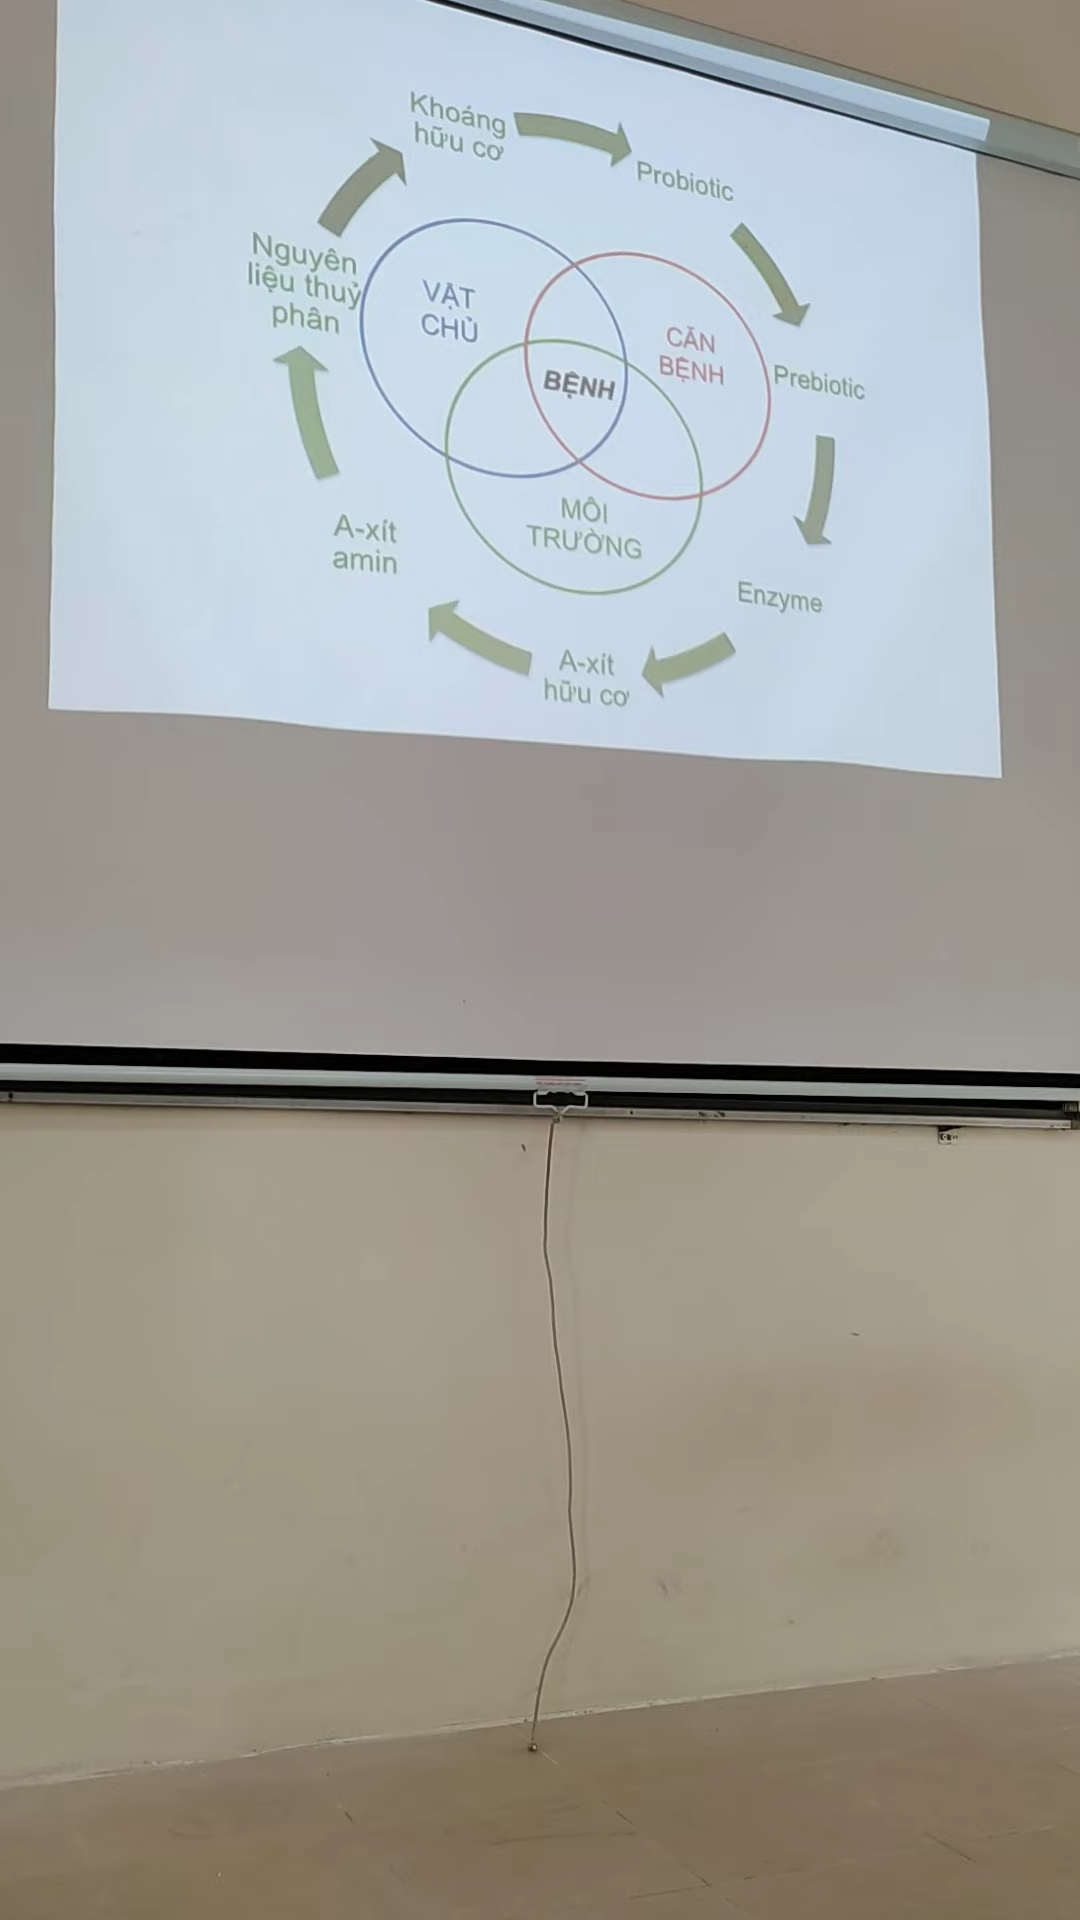 Khoáng
hữu cơ
Probiotic
Nguyên
liệu thuỷ
phân
VẬT
CHỦ
CĂN
BỆNH
BỆNH
Prebiotic
MÔI
TRƯỜNG
A-xít
amin
Enzyme
A-xít
hữu cơ